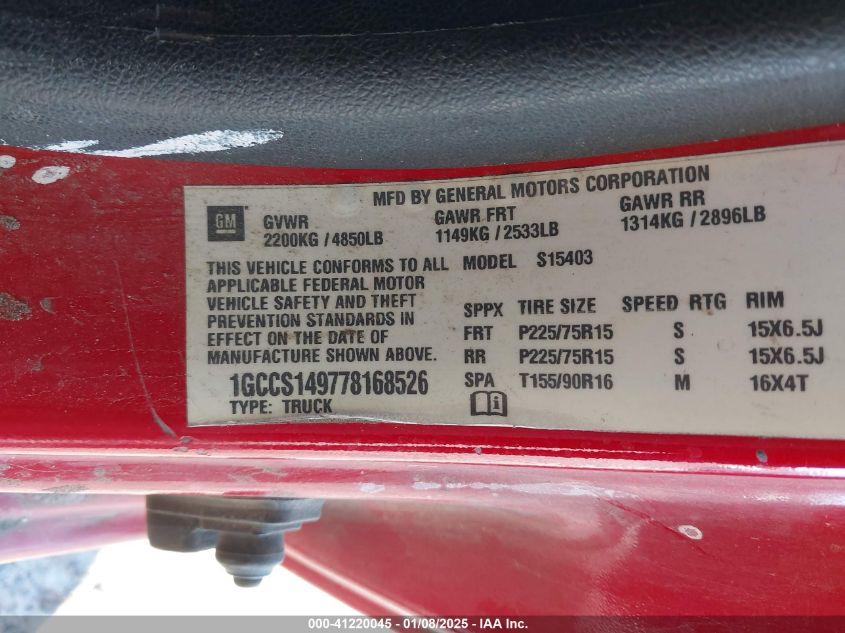 MFD BY GENERAL MOTORS CORPORATION
GM
GVWR GAWR FRT GAWR RR
2200KG / 4850LB 1149KG / 2533LB 1314KG / 2896LB
THIS VEHICLE CONFORMS TO ALL
APPLICABLE FEDERAL MOTOR
VEHICLE SAFETY AND THEFT
PREVENTION STANDARDS IN
EFFECT ON THE DATE OF
MANUFACTURE SHOWN ABOVE.
1GCCS149778168526
TYPE: TRUCK
MODEL S15403
SPPX TIRE SIZE SPEED RTG RIM
FRT P225/75R15 S 15X6.5J
RR P225/75R15 S 15X6.5J
SPA T155/90R16 M 16X4T
i
000-41220045 - 01/08/2025 - IAA Inc.